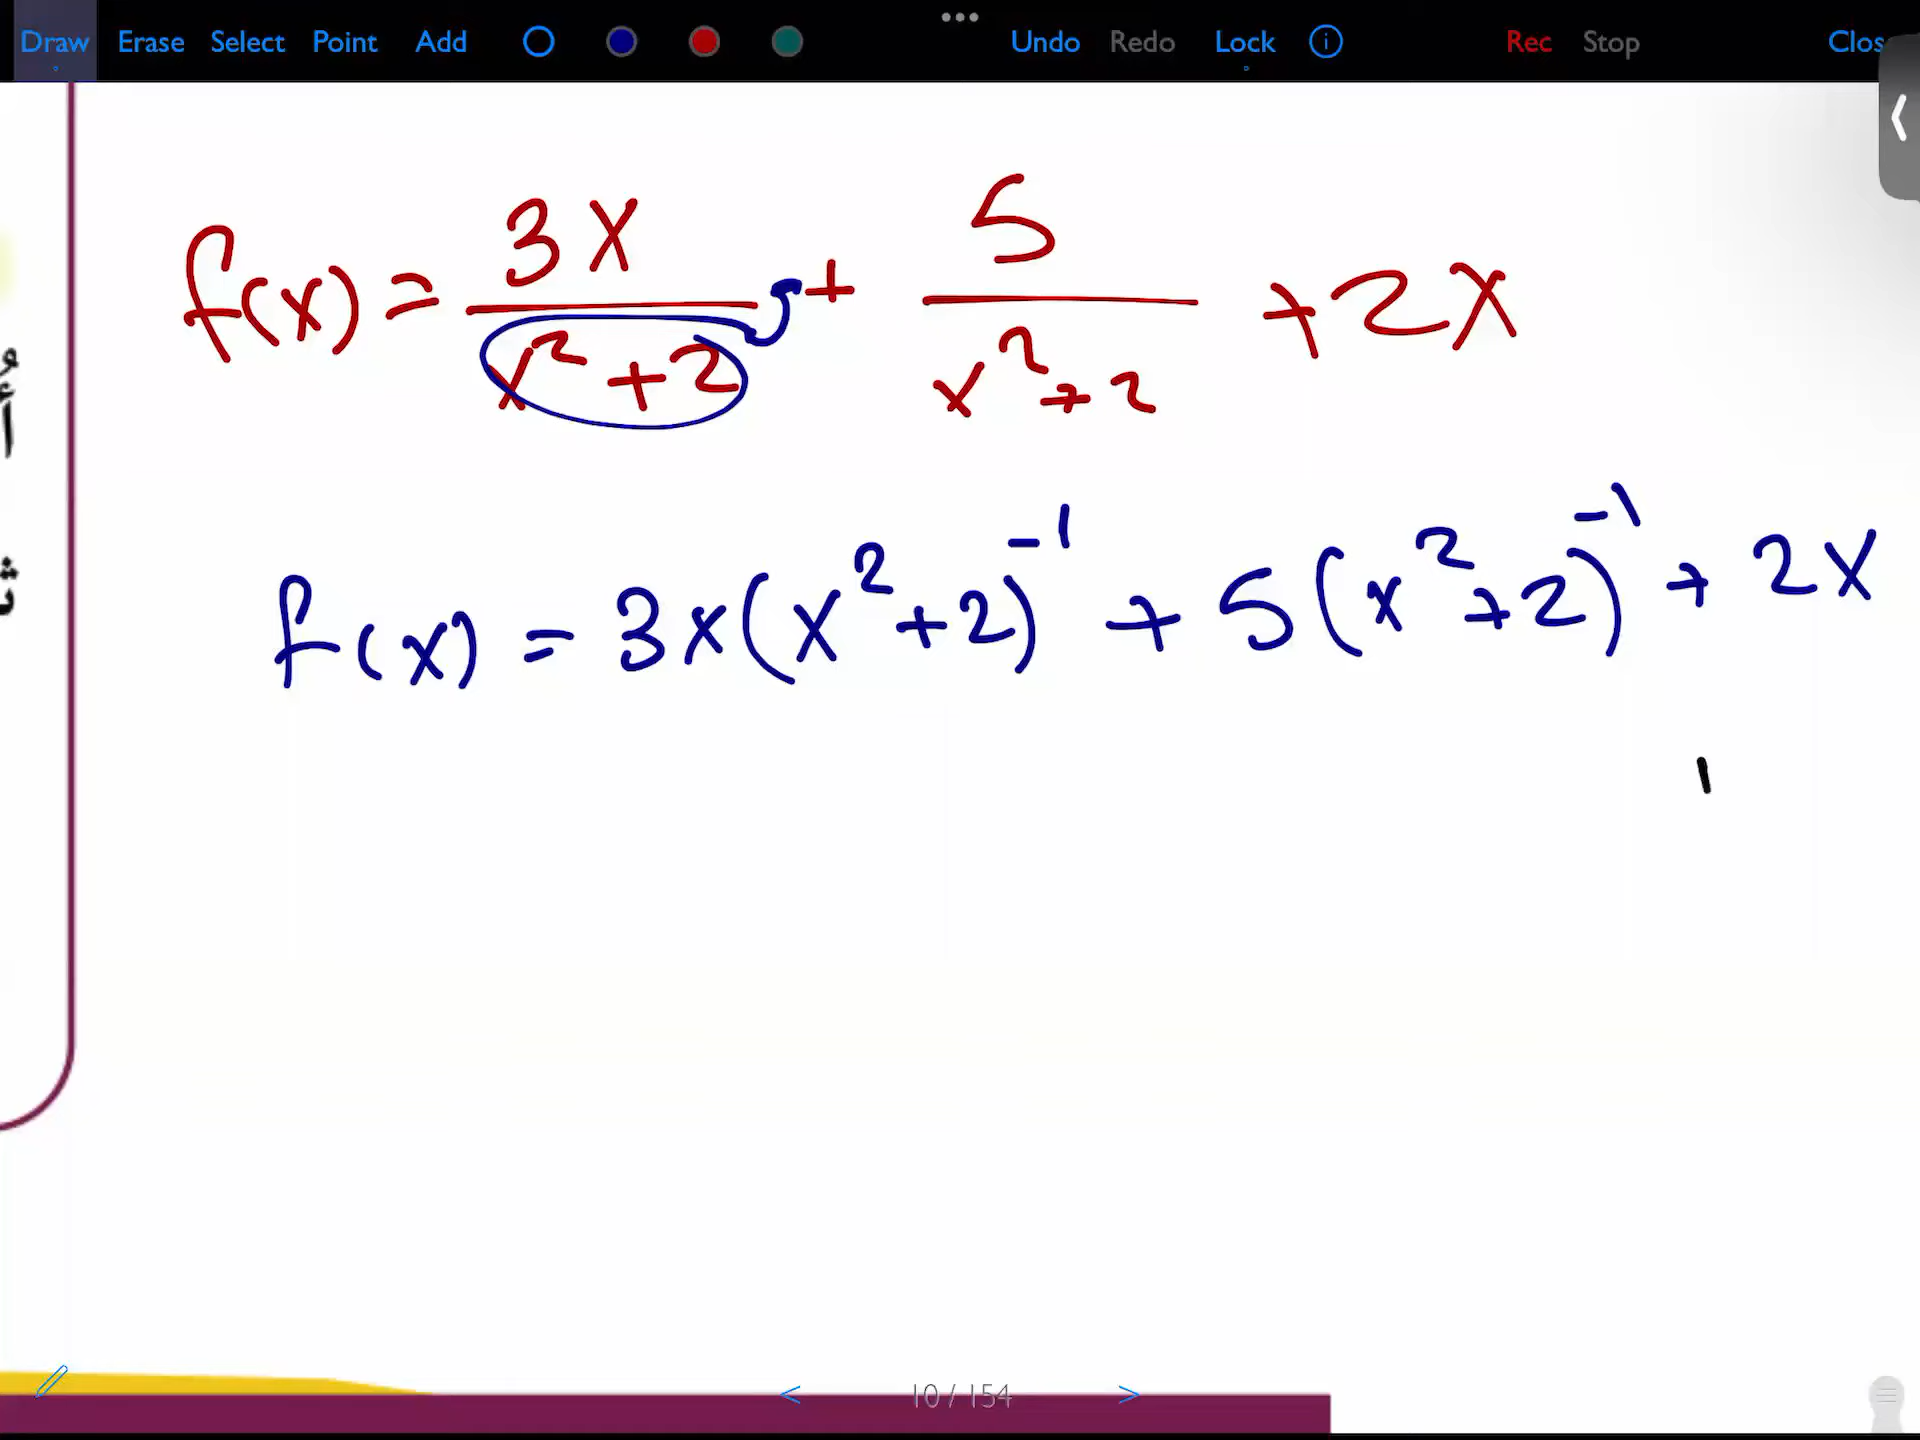 Draw Erase Select Point Add Undo Redo Lock Rec Stop Clos
f(x) = 3x/(x²+2) + 5/(x²+2) + 2x
f(x) = 3x(x²+2)⁻¹ + 5(x²+2)⁻¹ + 2x
10 / 154